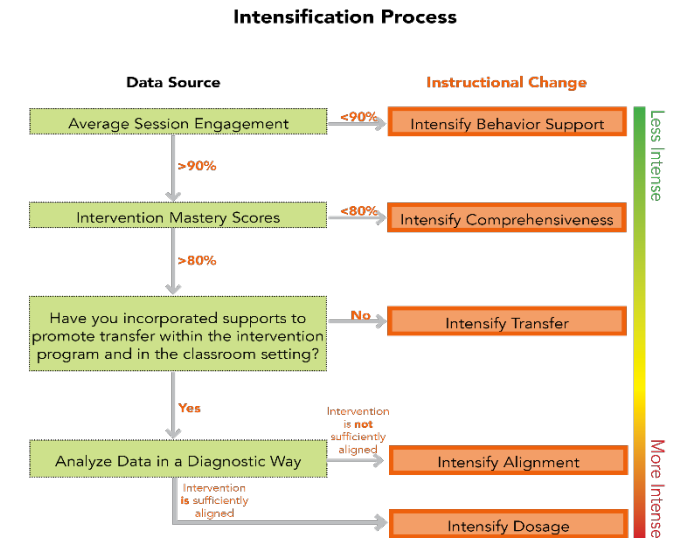 Intensification Process
Data Source
Instructional Change
Average Session Engagement
<90%
Intensify Behavior Support
Less Intense
>90%
Intervention Mastery Scores
<80%
Intensify Comprehensiveness
>80%
Have you incorporated supports to
promote transfer within the intervention
program and in the classroom setting?
No
Intensify Transfer
Yes
Intervention
is not
sufficiently
aligned
Analyze Data in a Diagnostic Way
Intensify Alignment
More Intense
Intervention
is sufficiently
aligned
Intensify Dosage